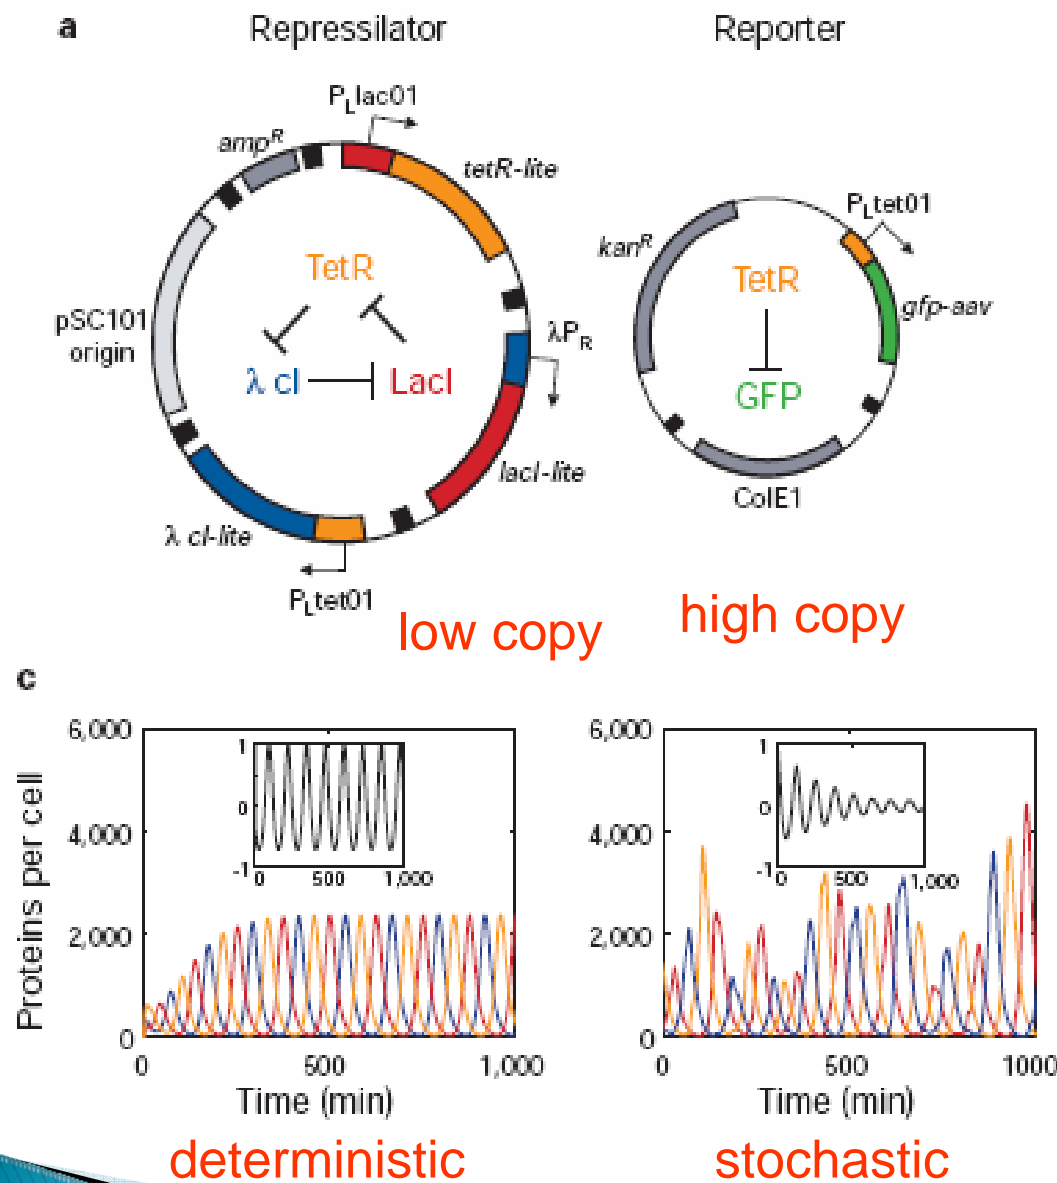 a
Repressilator
Reporter
PLlac01
ampR
tetR-lite
PLtet01
kanR
TetR
TetR
gfp-aav
pSC101
origin
λPR
λ cI
LacI
GFP
lacI-lite
ColE1
λ cI-lite
PLtet01
low copy
high copy
c
6,000
4,000
2,000
0
Proteins per cell
1
0
-1
0
500
1,000
0
500
1,000
Time (min)
6,000
4,000
2,000
0
1
0
-1
0
500
1,000
0
500
1000
Time (min)
deterministic
stochastic